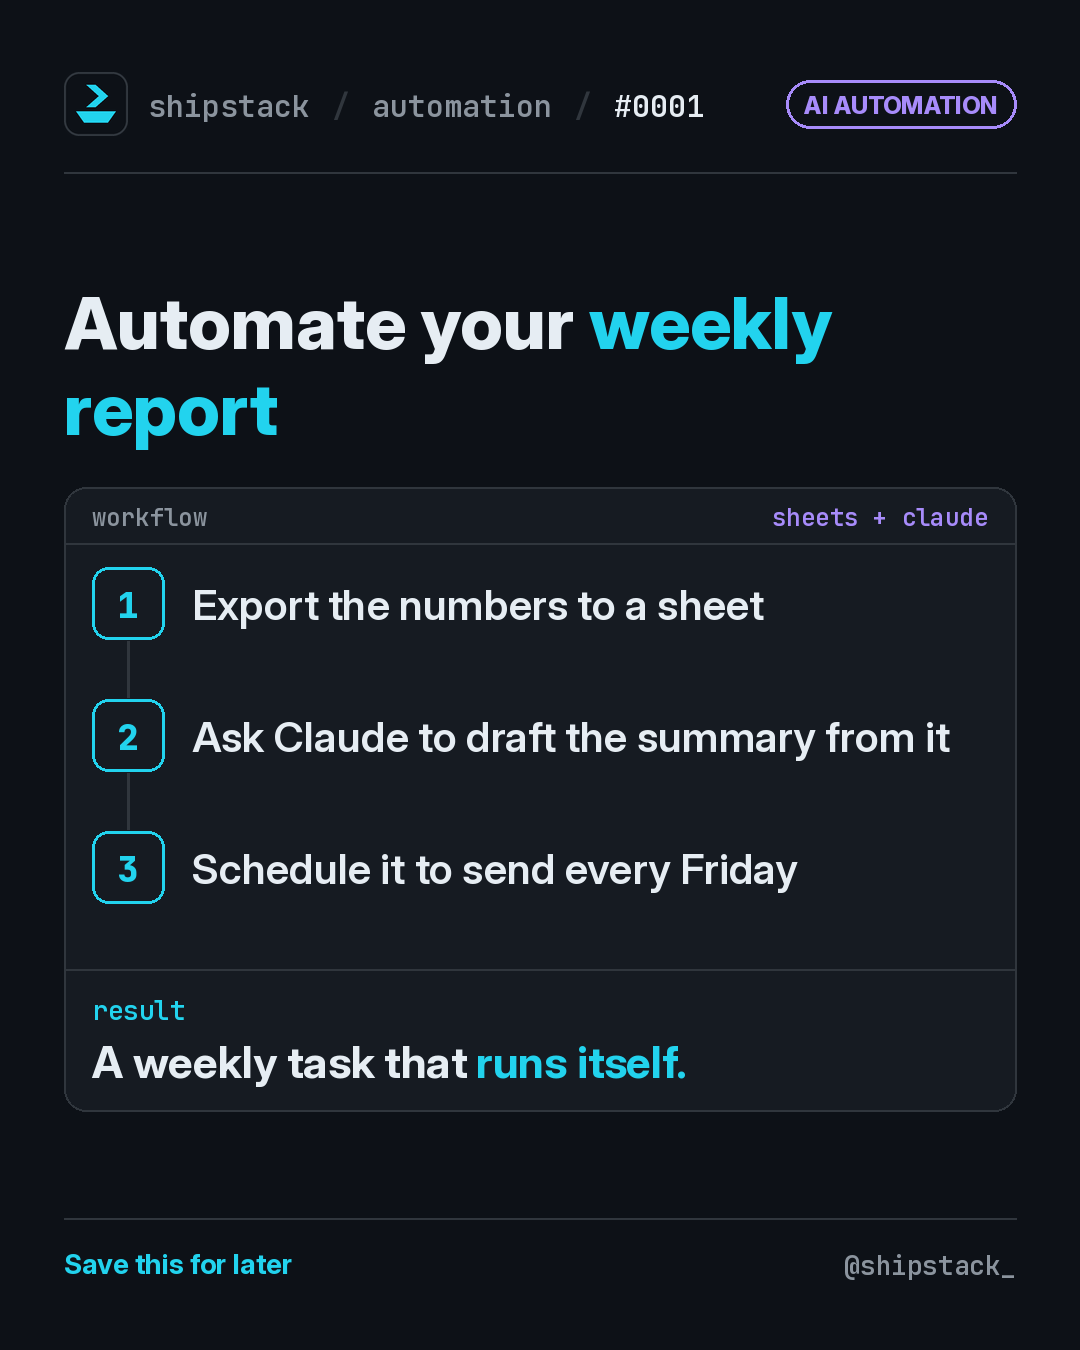 shipstack / automation / #0001
AI AUTOMATION
Automate your weekly
report
workflow
sheets + claude
1 Export the numbers to a sheet
2 Ask Claude to draft the summary from it
3 Schedule it to send every Friday
result
A weekly task that runs itself.
Save this for later
@shipstack_